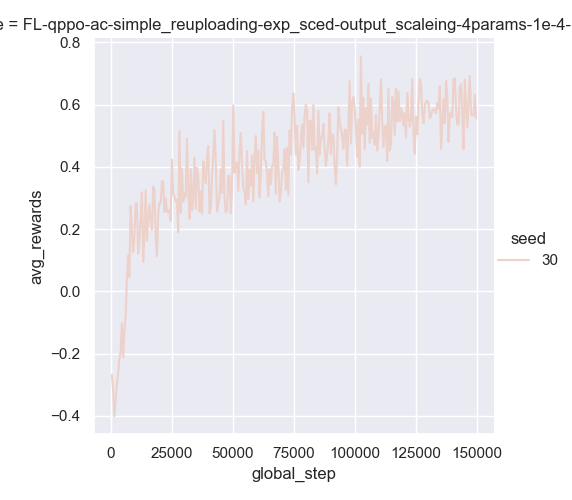 e = FL-qppo-ac-simple_reuploading-exp_sced-output_scaleing-4params-1e-4-
0.8
0.6
0.4
0.2
0.0
−0.2
−0.4
avg_rewards
0 25000 50000 75000 100000 125000 150000
global_step
seed
30